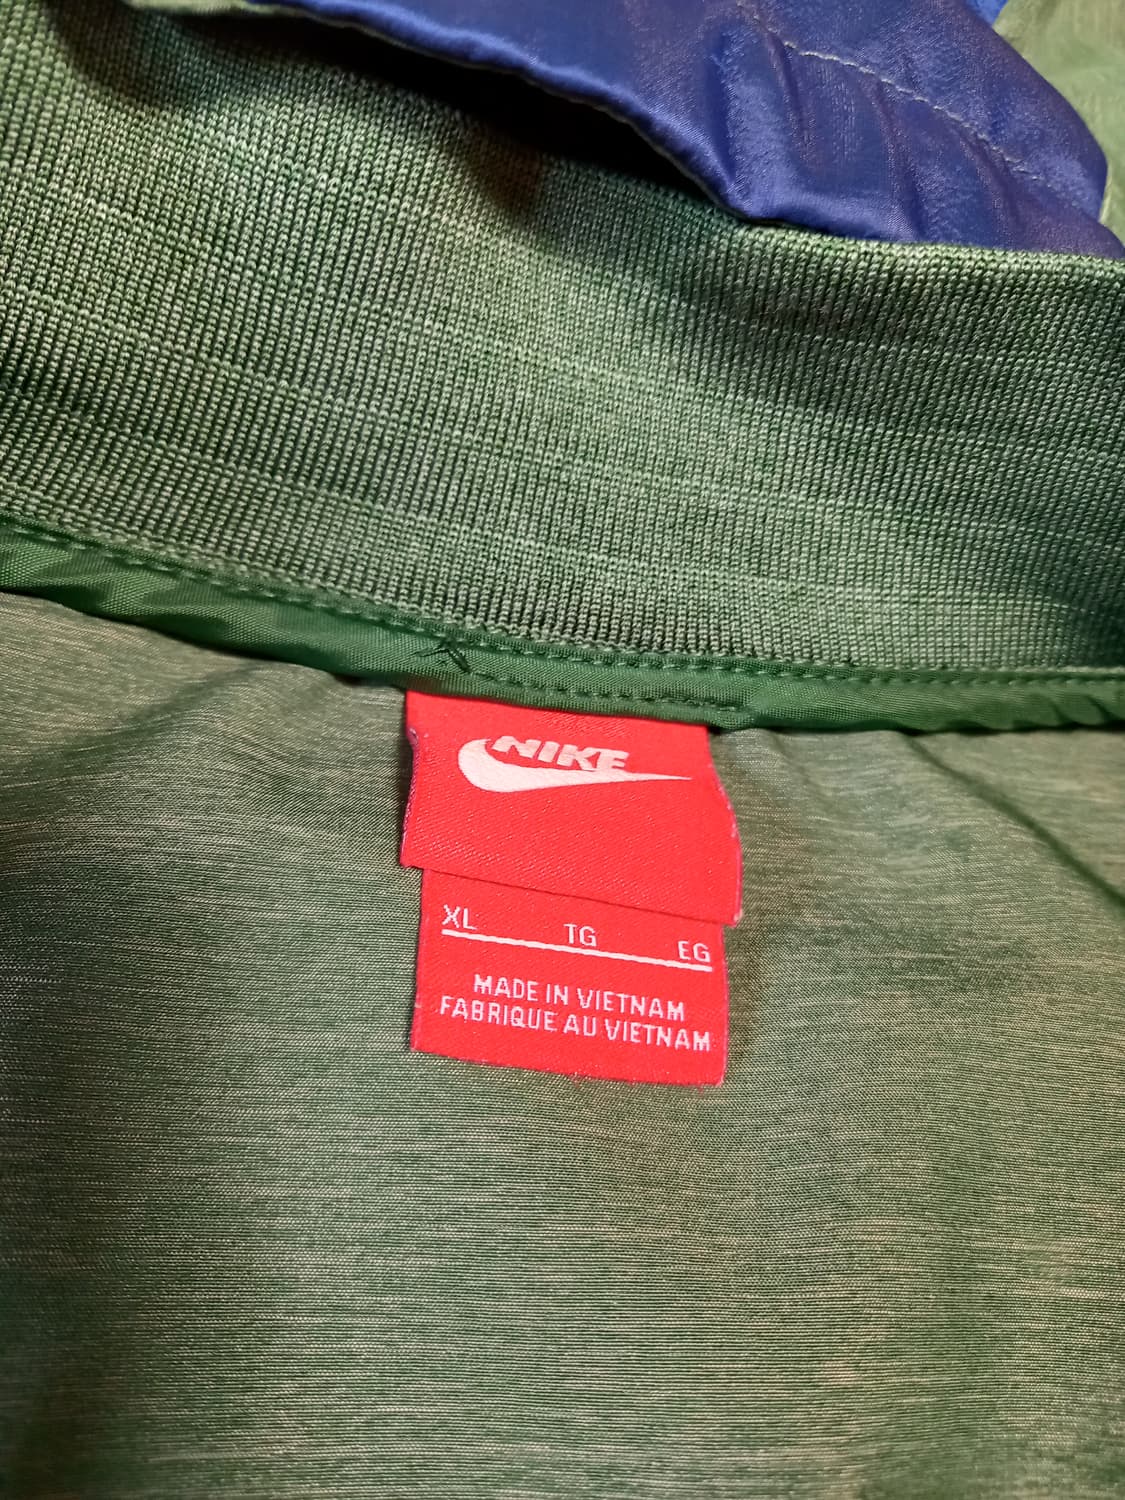 NIKE
XL TG EG
MADE IN VIETNAM
FABRIQUE AU VIETNAM